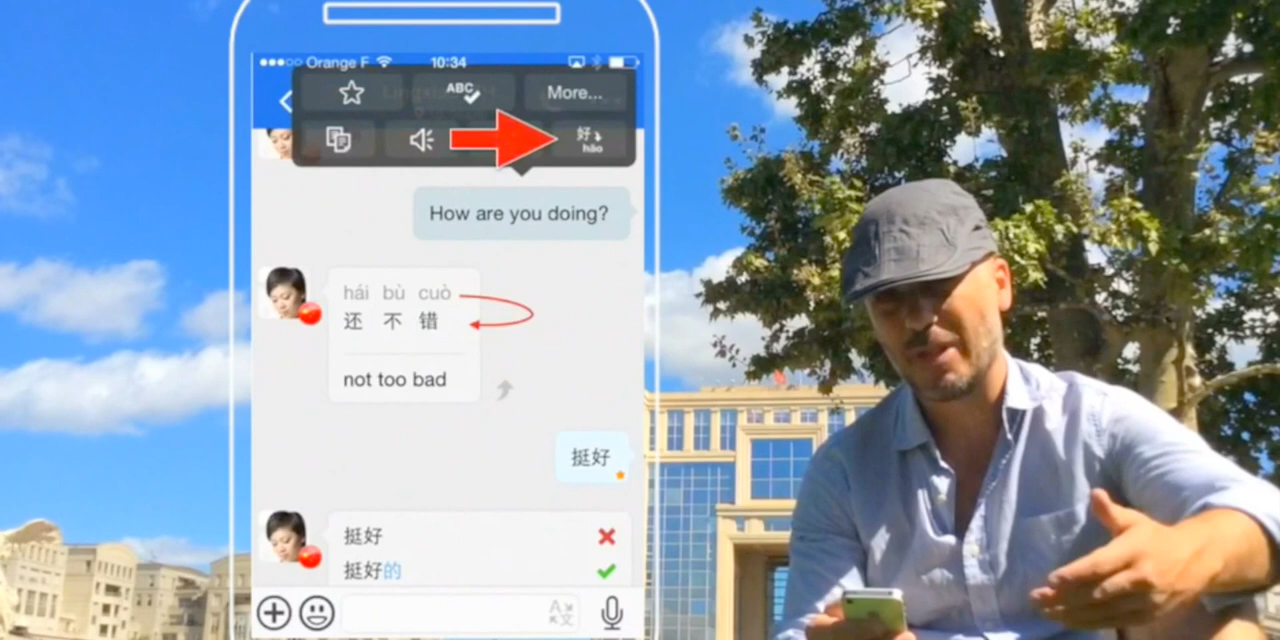 Orange F 10:34
ABC More...
好 hǎo
How are you doing?
hái bù cuò
还 不 错
not too bad
挺好
挺好
挺好的
A 文